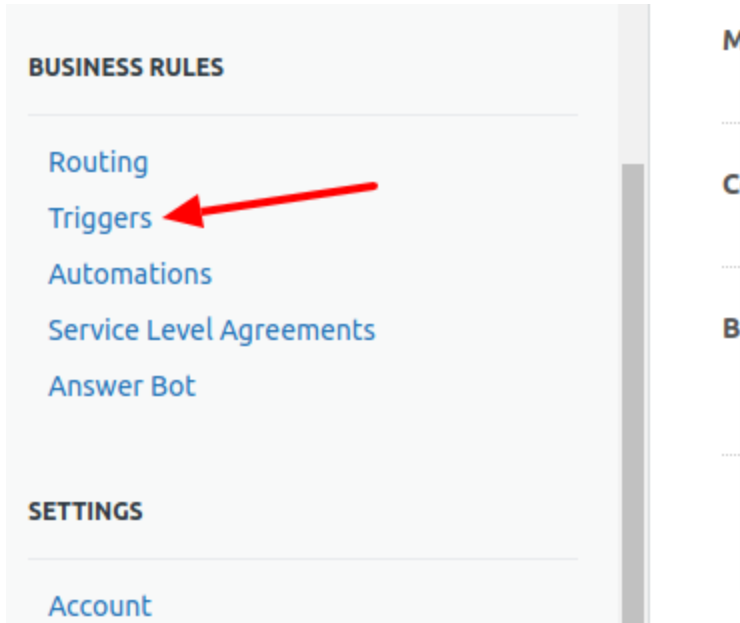 BUSINESS RULES
Routing
Triggers
Automations
Service Level Agreements
Answer Bot
SETTINGS
Account